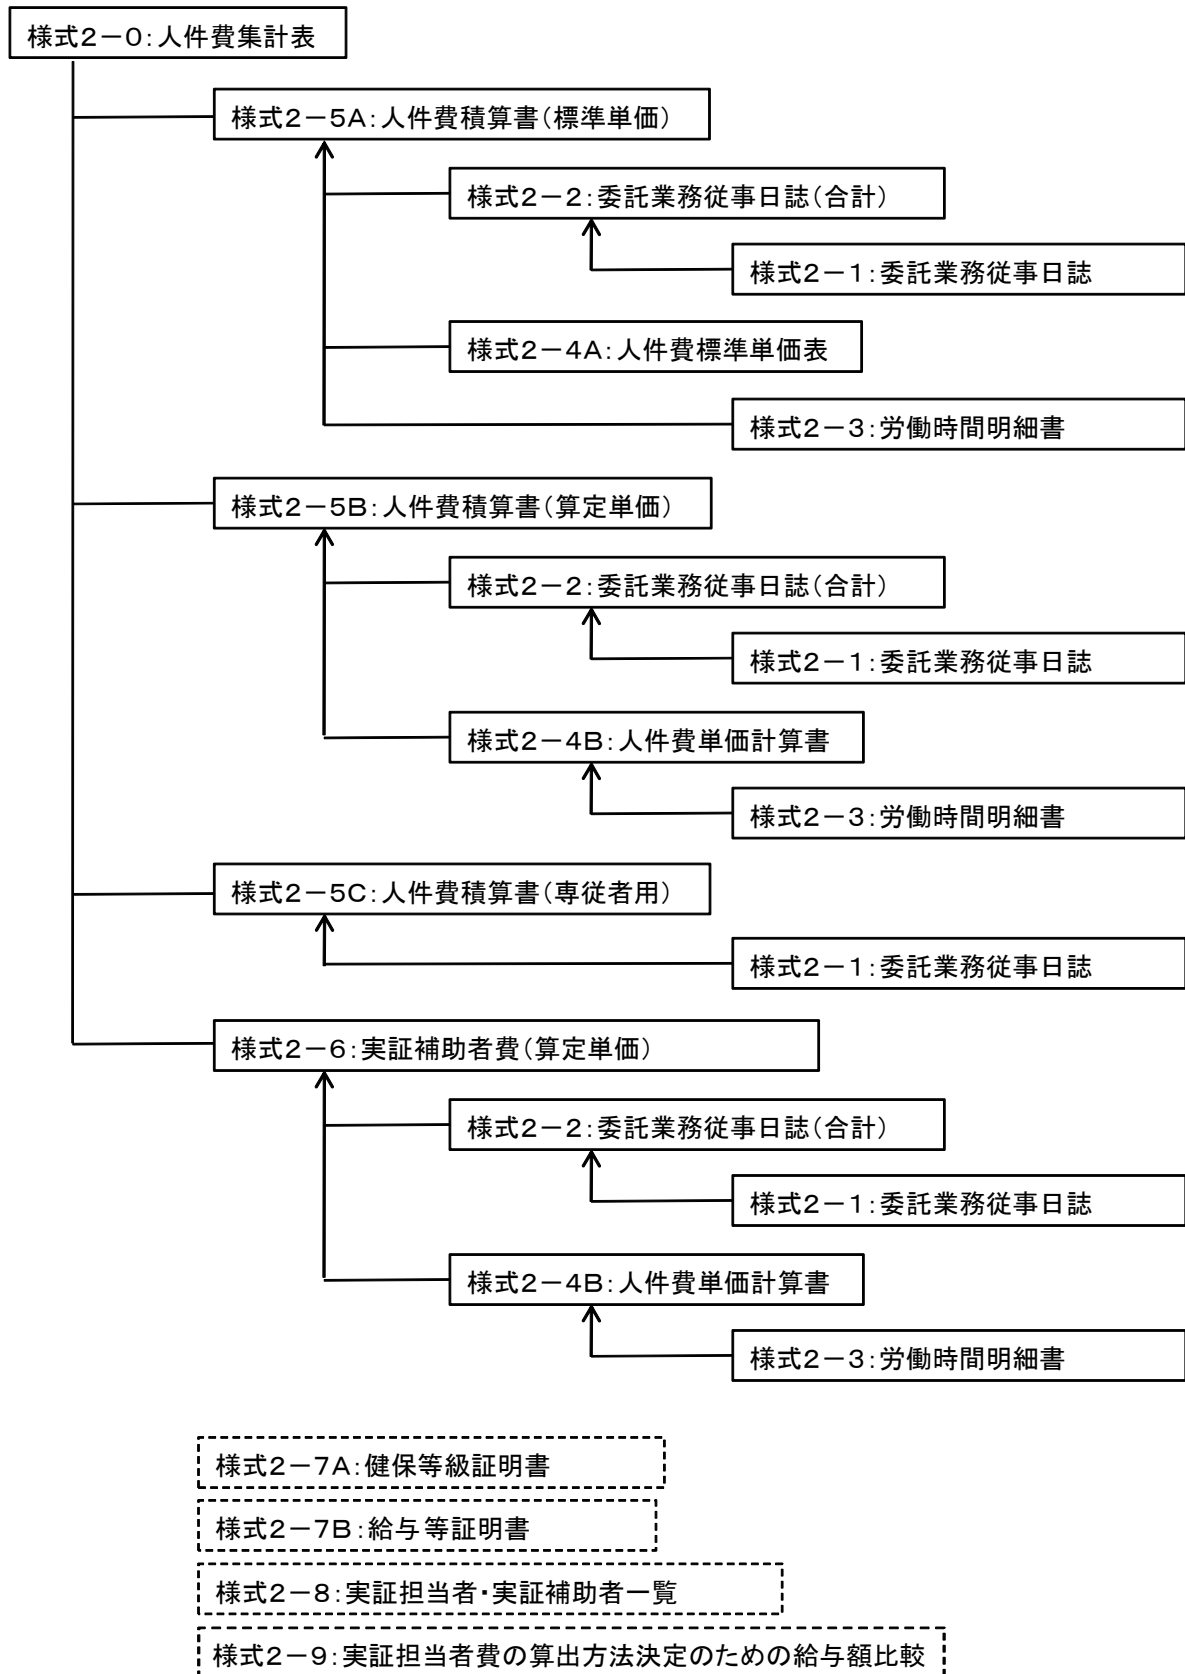 様式2－0：人件費集計表
様式2－5A：人件費積算書（標準単価）
様式2－2：委託業務従事日誌（合計）
様式2－1：委託業務従事日誌
様式2－4A：人件費標準単価表
様式2－3：労働時間明細書
様式2－5B：人件費積算書（算定単価）
様式2－2：委託業務従事日誌（合計）
様式2－1：委託業務従事日誌
様式2－4B：人件費単価計算書
様式2－3：労働時間明細書
様式2－5C：人件費積算書（専従者用）
様式2－1：委託業務従事日誌
様式2－6：実証補助者費（算定単価）
様式2－2：委託業務従事日誌（合計）
様式2－1：委託業務従事日誌
様式2－4B：人件費単価計算書
様式2－3：労働時間明細書
様式2－7A：健保等級証明書
様式2－7B：給与等証明書
様式2－8：実証担当者・実証補助者一覧
様式2－9：実証担当者費の算出方法決定のための給与額比較